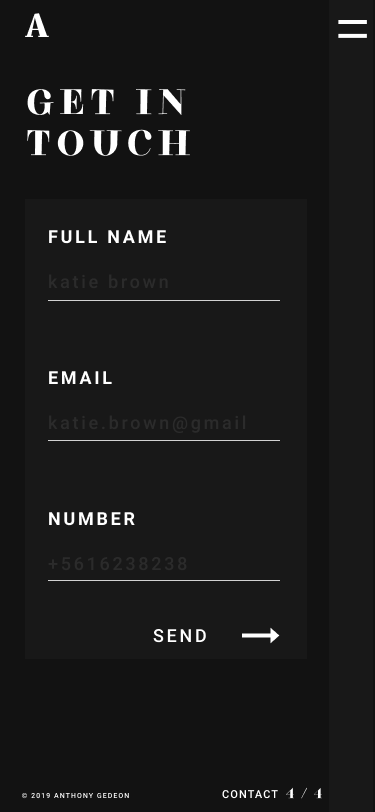 A
GET IN
TOUCH
FULL NAME
katie brown
EMAIL
katie.brown@gmail
NUMBER
+5616238238
SEND
© 2019 ANTHONY GEDEON
CONTACT 4 / 4